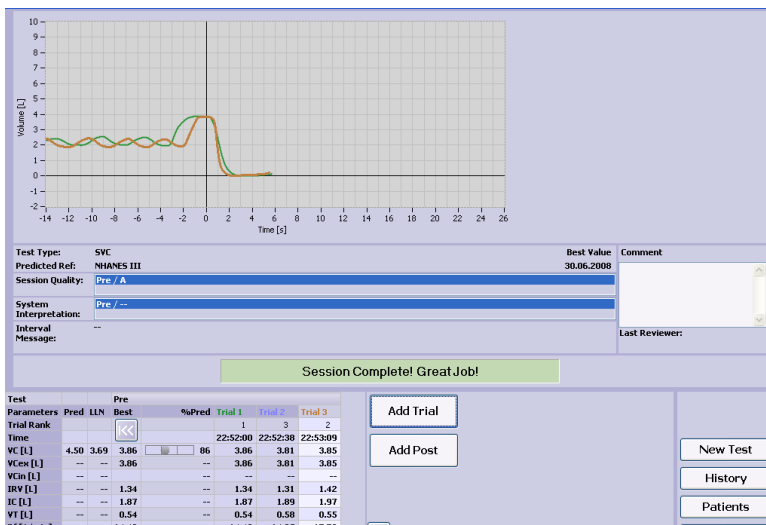 10
9
8
7
6
5
4
3
2
1
0
-1
-2
Volume [L]
-14 -12 -10 -8 -6 -4 -2 0 2 4 6 8 10 12 14 16 18 20 22 24 26
Time [s]
Test Type: SVC Best Value
Predicted Ref: NHANES III 30.06.2008
Comment
Session Quality: Pre / A
System Interpretation: Pre / --
Interval Message: --
Last Reviewer:
Session Complete! Great Job!
Test Pre
Parameters Pred LLN Best %Pred Trial 1 Trial 2 Trial 3
Trial Rank 1 3 2
Time 22:52:00 22:52:38 22:53:09
VC [L] 4.50 3.69 3.86 86 3.86 3.81 3.85
VCex [L] -- -- 3.86 -- 3.86 3.81 3.85
VCin [L] -- -- -- -- -- -- --
IRV [L] -- -- 1.34 -- 1.34 1.31 1.42
IC [L] -- -- 1.87 -- 1.87 1.89 1.97
VT [L] -- -- 0.54 -- 0.54 0.58 0.55
Add Trial
Add Post
New Test
History
Patients